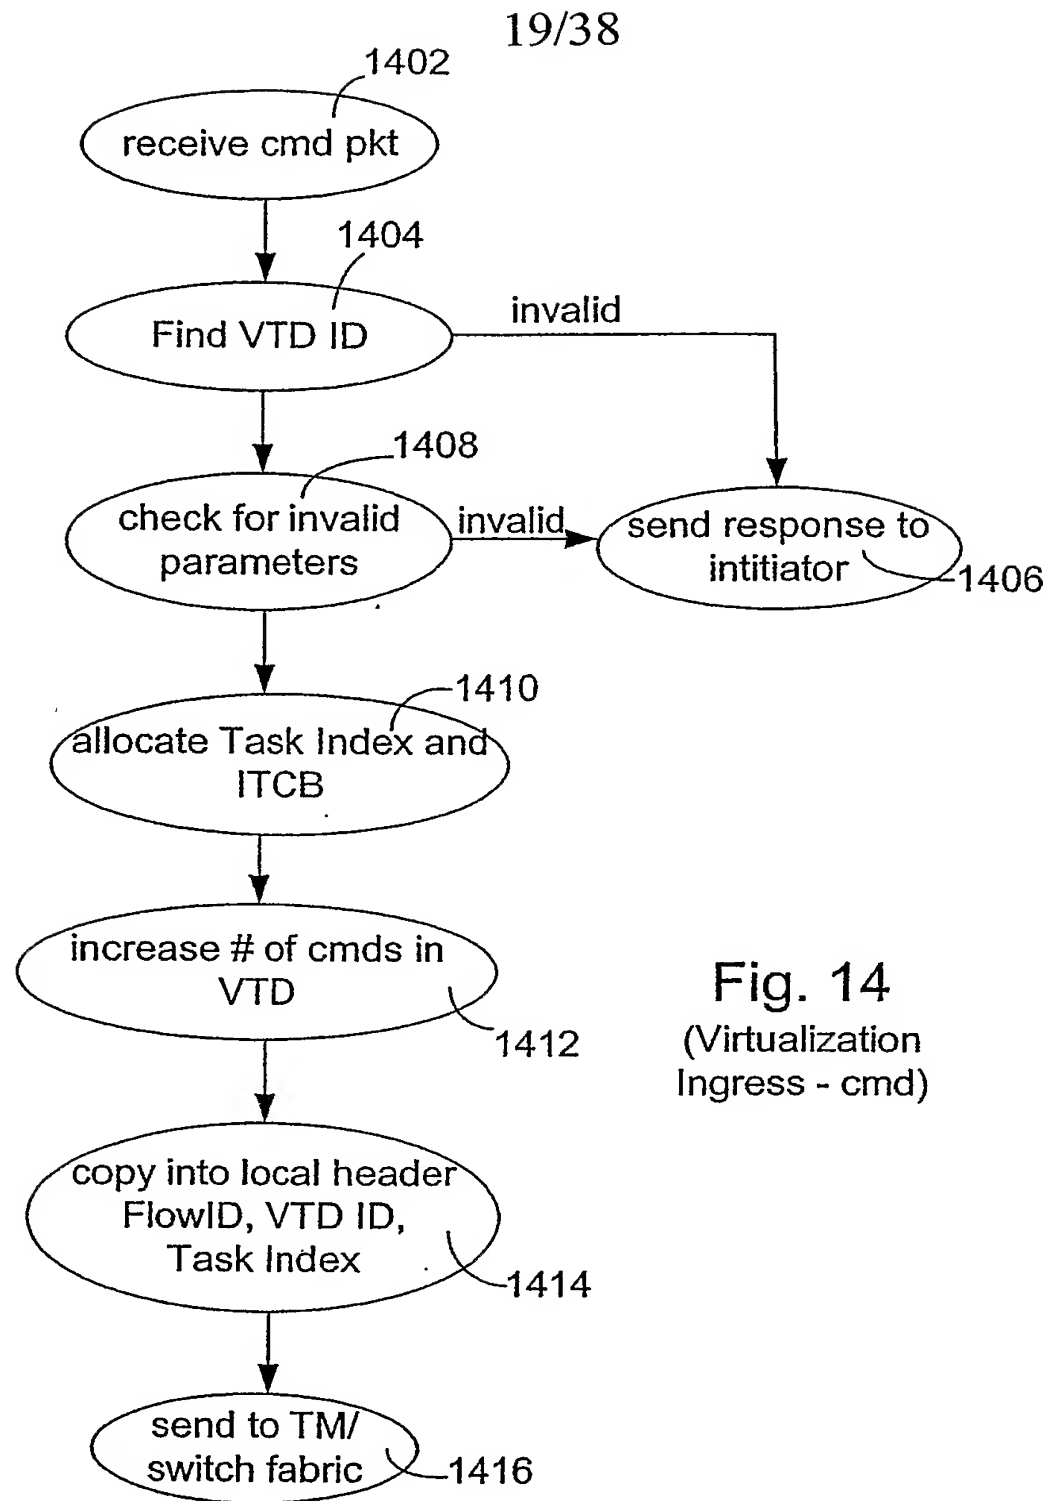 19/38
1402
receive cmd pkt
1404
Find VTD ID
invalid
1408
check for invalid
parameters
invalid
send response to
intitiator
1406
1410
allocate Task Index and
ITCB
increase # of cmds in
VTD
1412
Fig. 14
(Virtualization
Ingress - cmd)
copy into local header
FlowID, VTD ID,
Task Index
1414
send to TM/
switch fabric
1416